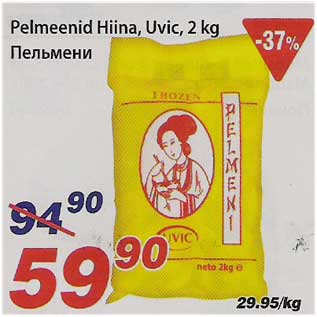 Pelmeenid Hiina, Uvic, 2 kg
Пельмени
-37%
FROZEN
PELMENI
UVIC
neto 2kg e
94 90
59 90
29.95/kg